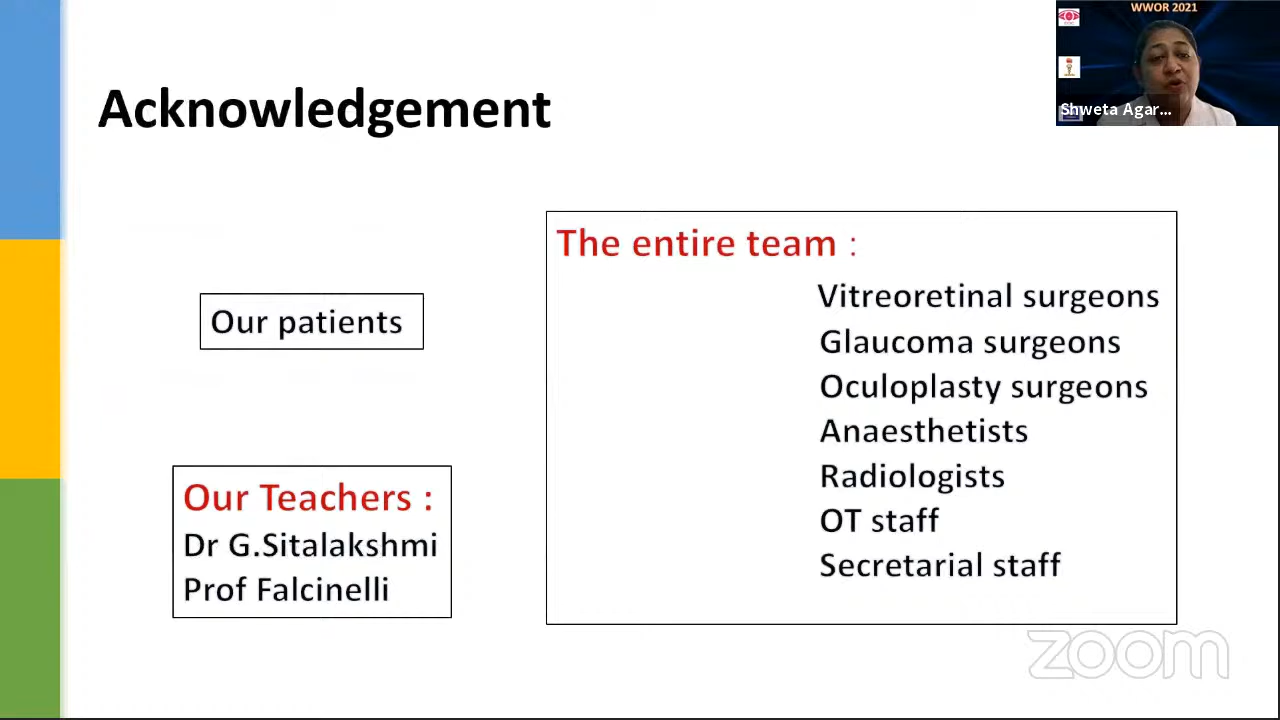 WWOR 2021
Shweta Agar...
Acknowledgement
Our patients
Our Teachers :
Dr G.Sitalakshmi
Prof Falcinelli
The entire team :
Vitreoretinal surgeons
Glaucoma surgeons
Oculoplasty surgeons
Anaesthetists
Radiologists
OT staff
Secretarial staff
zoom